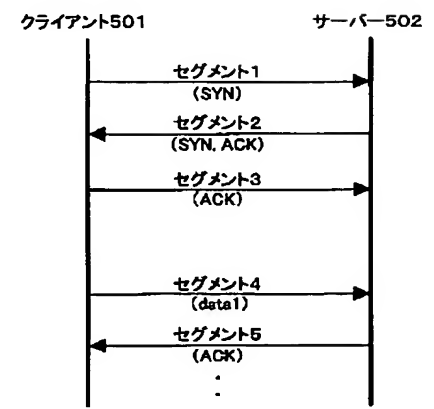 クライアント501
サーバー502
セグメント1
(SYN)
セグメント2
(SYN, ACK)
セグメント3
(ACK)
セグメント4
(data1)
セグメント5
(ACK)